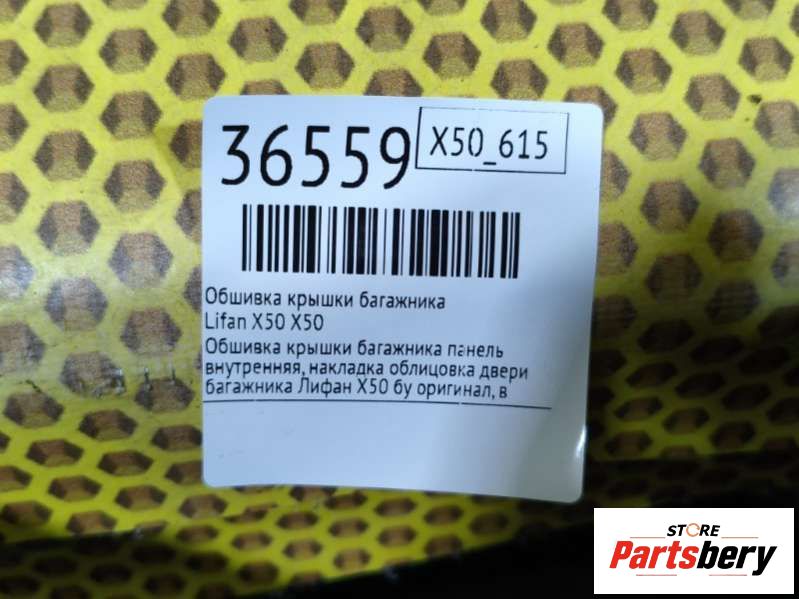 36559
X50_615
Обшивка крышки багажника
Lifan X50 X50
Обшивка крышки багажника панель
внутренняя, накладка облицовка двери
багажника Лифан X50 бу оригинал, в
STORE
Partsbery